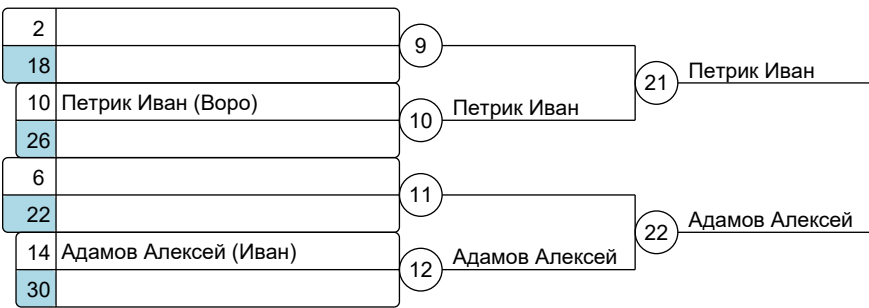 2
9
18
21 Петрик Иван
10 Петрик Иван (Воро)
10 Петрик Иван
26
6
11
22
22 Адамов Алексей
14 Адамов Алексей (Иван)
12 Адамов Алексей
30